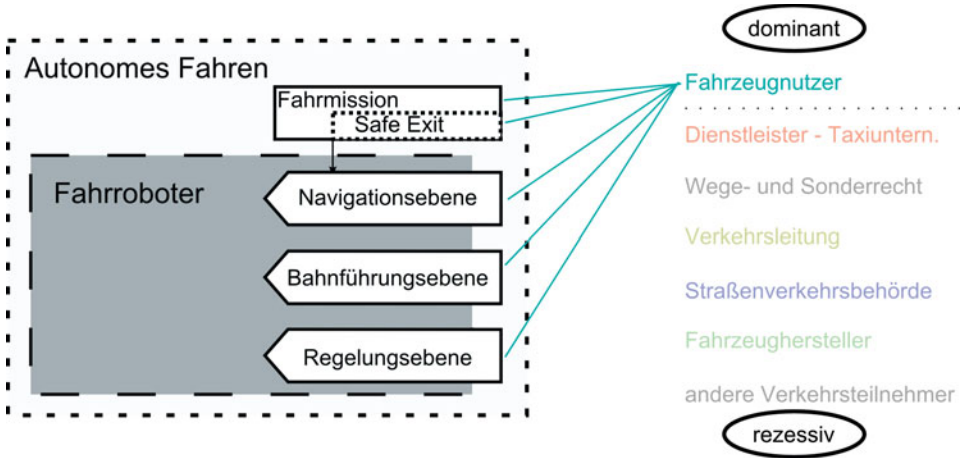 Autonomes Fahren
Fahrmission
Safe Exit
Fahrroboter
Navigationsebene
Bahnführungsebene
Regelungsebene
dominant
Fahrzeugnutzer
Dienstleister - Taxiuntern.
Wege- und Sonderrecht
Verkehrsleitung
Straßenverkehrsbehörde
Fahrzeughersteller
andere Verkehrsteilnehmer
rezessiv